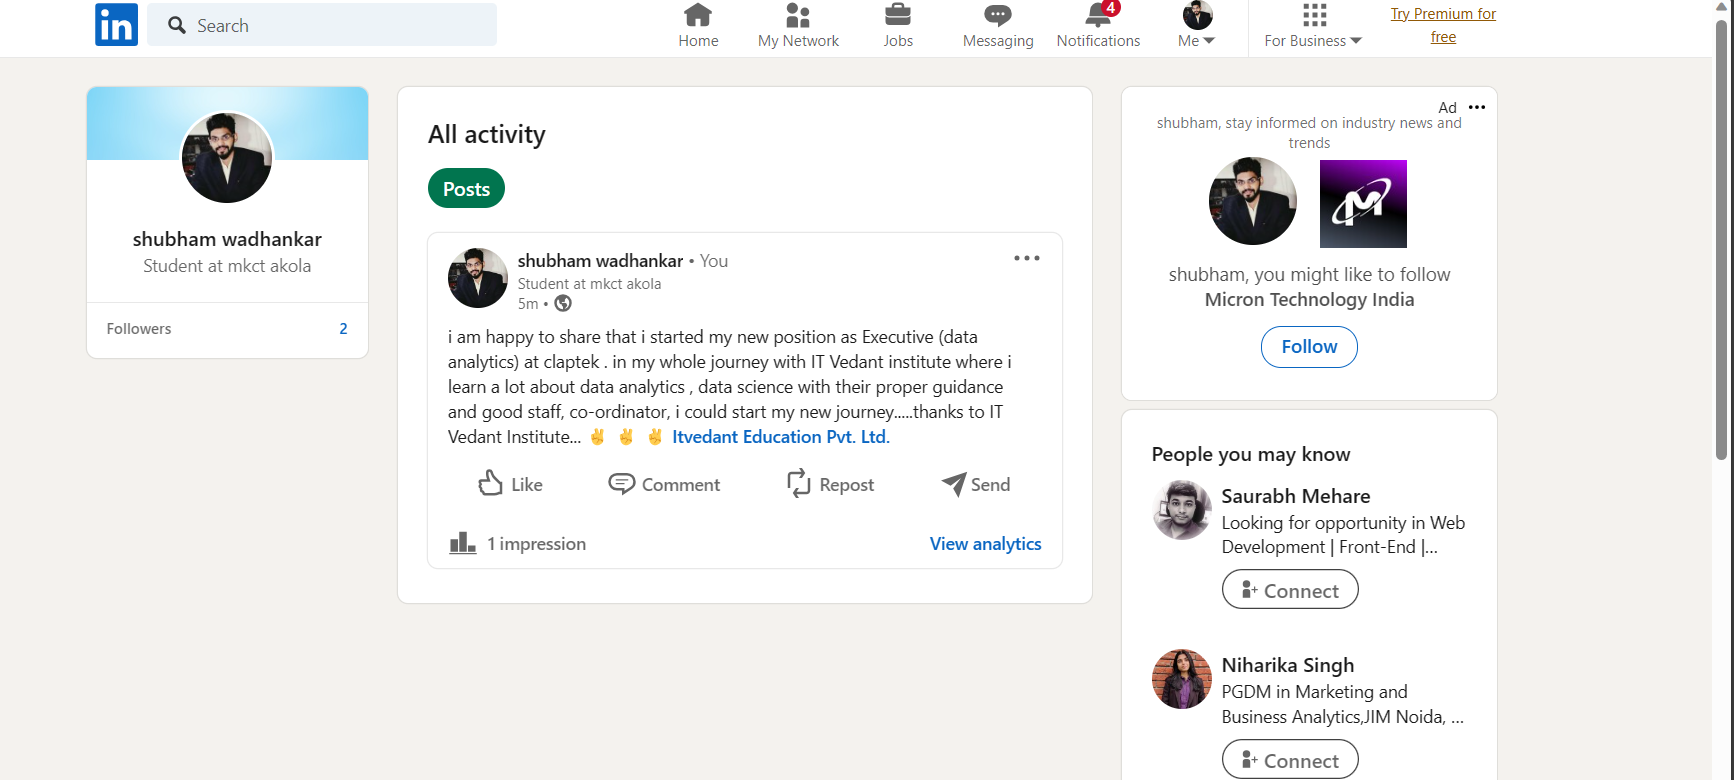 in
Search
Home
My Network
Jobs
Messaging
4
Notifications
Me
For Business
Try Premium for
free
shubham wadhankar
Student at mkct akola
Followers 2
All activity
Posts
shubham wadhankar • You
Student at mkct akola
5m •
i am happy to share that i started my new position as Executive (data
analytics) at claptek . in my whole journey with IT Vedant institute where i
learn a lot about data analytics , data science with their proper guidance
and good staff, co-ordinator, i could start my new journey.....thanks to IT
Vedant Institute... ✌️ ✌️ ✌️ Itvedant Education Pvt. Ltd.
Like Comment Repost Send
1 impression View analytics
Ad
shubham, stay informed on industry news and
trends
M
shubham, you might like to follow
Micron Technology India
Follow
People you may know
Saurabh Mehare
Looking for opportunity in Web
Development | Front-End |...
Connect
Niharika Singh
PGDM in Marketing and
Business Analytics,JIM Noida, ...
Connect